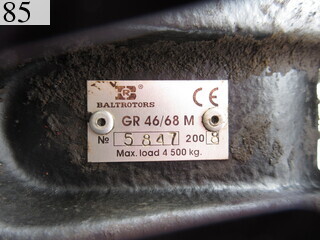 85
R
BALTROTORS
CE
GR 46/68 M
№ 5847 2008
Max. load 4 500 kg.